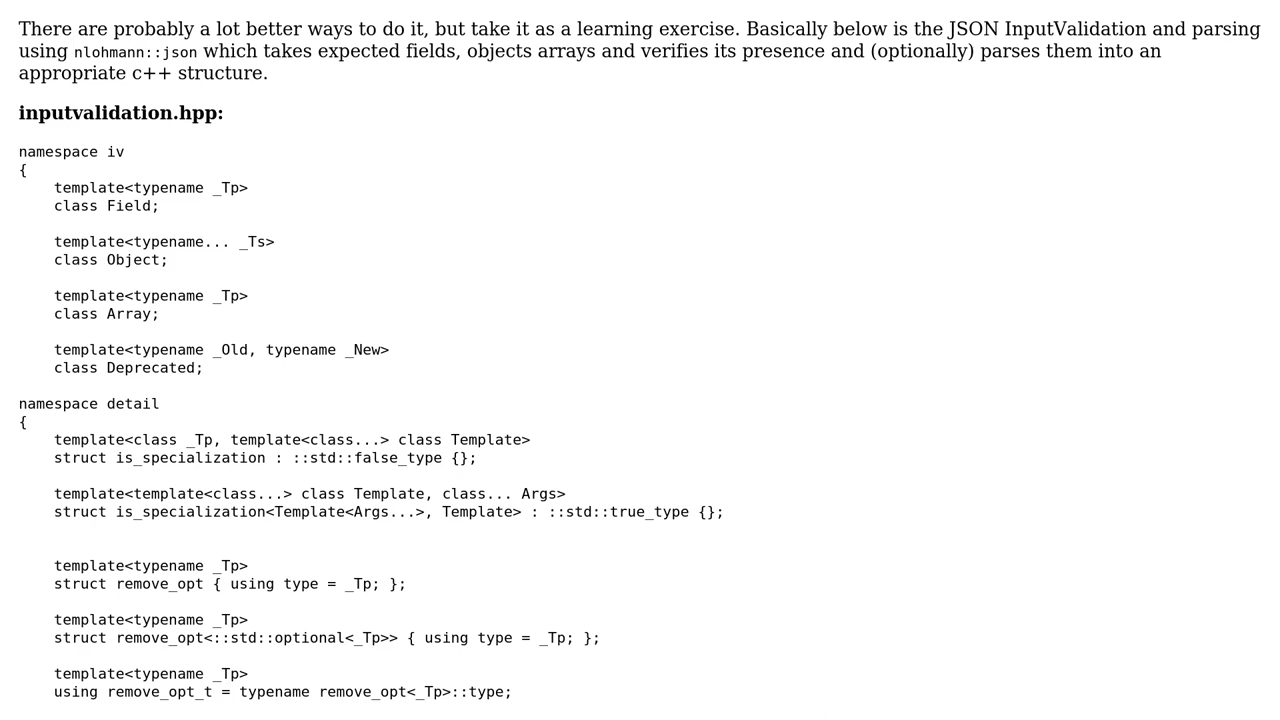 There are probably a lot better ways to do it, but take it as a learning exercise. Basically below is the JSON InputValidation and parsing
using nlohmann::json which takes expected fields, objects arrays and verifies its presence and (optionally) parses them into an
appropriate c++ structure.
inputvalidation.hpp:
namespace iv
{
    template<typename _Tp>
    class Field;
    template<typename... _Ts>
    class Object;
    template<typename _Tp>
    class Array;
    template<typename _Old, typename _New>
    class Deprecated;
namespace detail
{
    template<class _Tp, template<class...> class Template>
    struct is_specialization : ::std::false_type {};
    template<template<class...> class Template, class... Args>
    struct is_specialization<Template<Args...>, Template> : ::std::true_type {};
    template<typename _Tp>
    struct remove_opt { using type = _Tp; };
    template<typename _Tp>
    struct remove_opt<::std::optional<_Tp>> { using type = _Tp; };
    template<typename _Tp>
    using remove_opt_t = typename remove_opt<_Tp>::type;